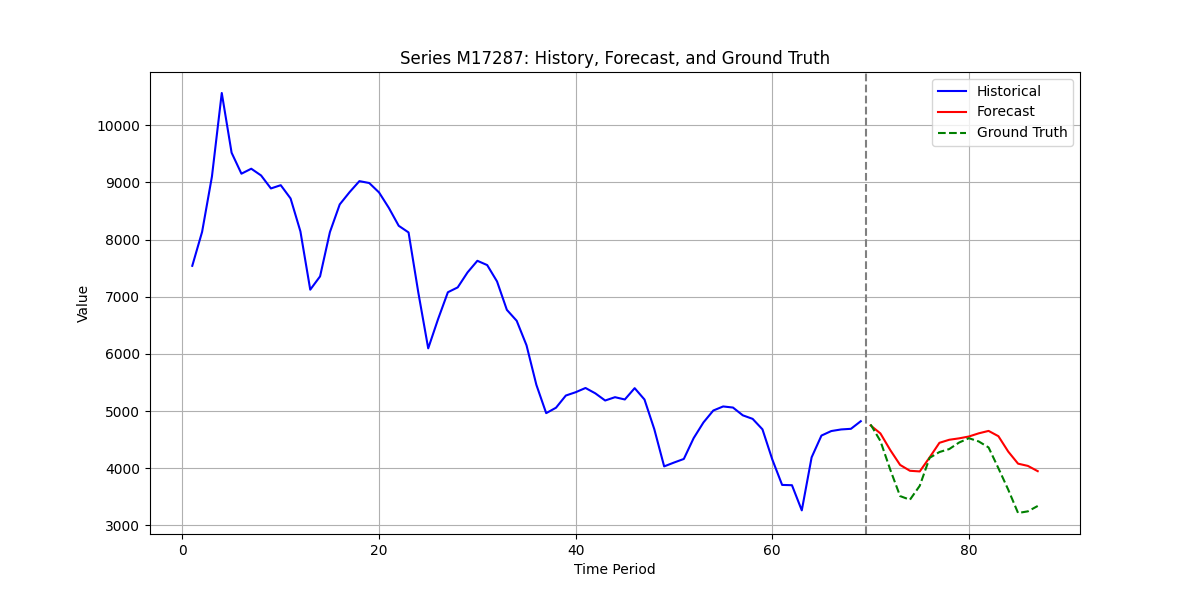 Series M17287: History, Forecast, and Ground Truth
Historical
Forecast
Ground Truth
Value
10000
9000
8000
7000
6000
5000
4000
3000
0 20 40 60 80
Time Period